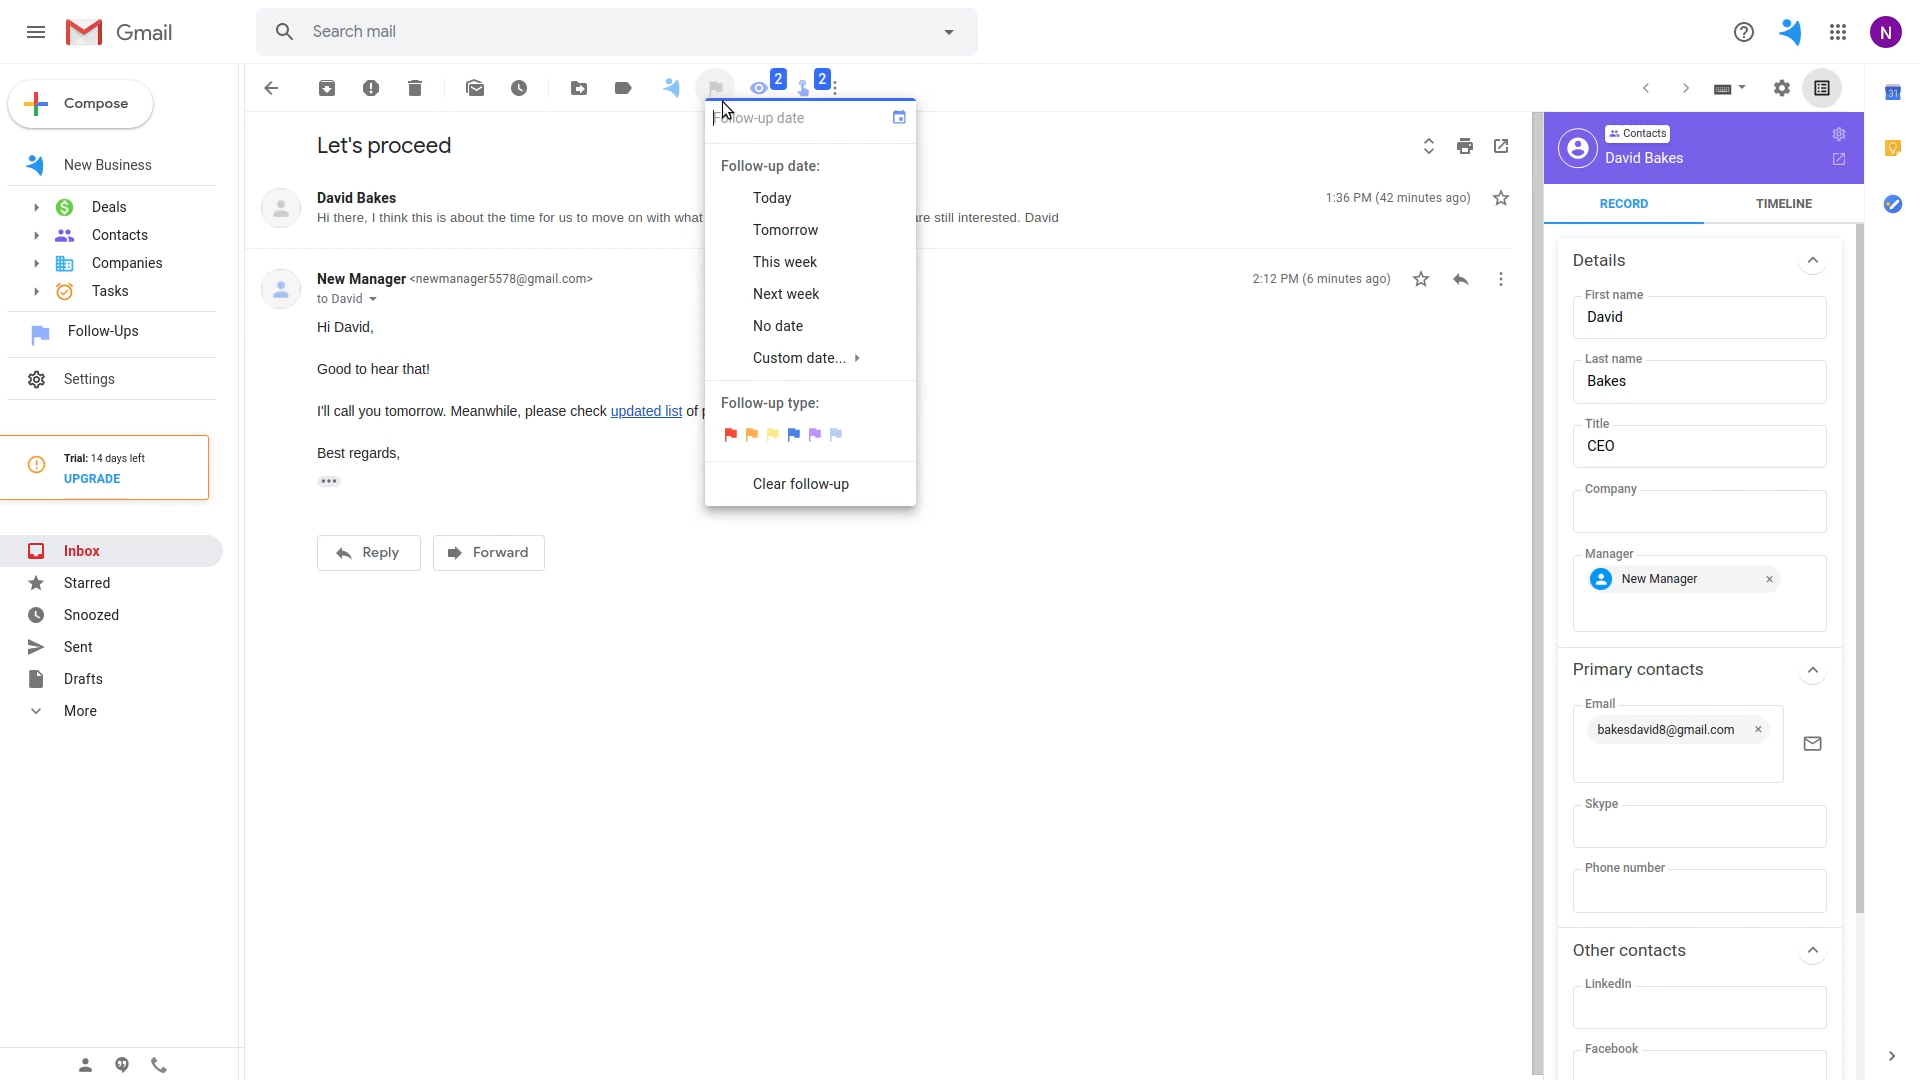 Gmail
Search mail
N
Compose
2
2
31
New Business
Deals
Contacts
Companies
Tasks
Follow-Ups
Settings
Trial: 14 days left
UPGRADE
Inbox
Starred
Snoozed
Sent
Drafts
More
Let's proceed
David Bakes
1:36 PM (42 minutes ago)
Hi there, I think this is about the time for us to move on with what
are still interested. David
New Manager <newmanager5578@gmail.com>
2:12 PM (6 minutes ago)
to David
Hi David,
Good to hear that!
I'll call you tomorrow. Meanwhile, please check updated list of
Best regards,
Reply
Forward
Follow-up date
Follow-up date:
Today
Tomorrow
This week
Next week
No date
Custom date...
Follow-up type:
Clear follow-up
Contacts
David Bakes
RECORD
TIMELINE
Details
First name
David
Last name
Bakes
Title
CEO
Company
Manager
New Manager ×
Primary contacts
Email
bakesdavid8@gmail.com ×
Skype
Phone number
Other contacts
LinkedIn
Facebook